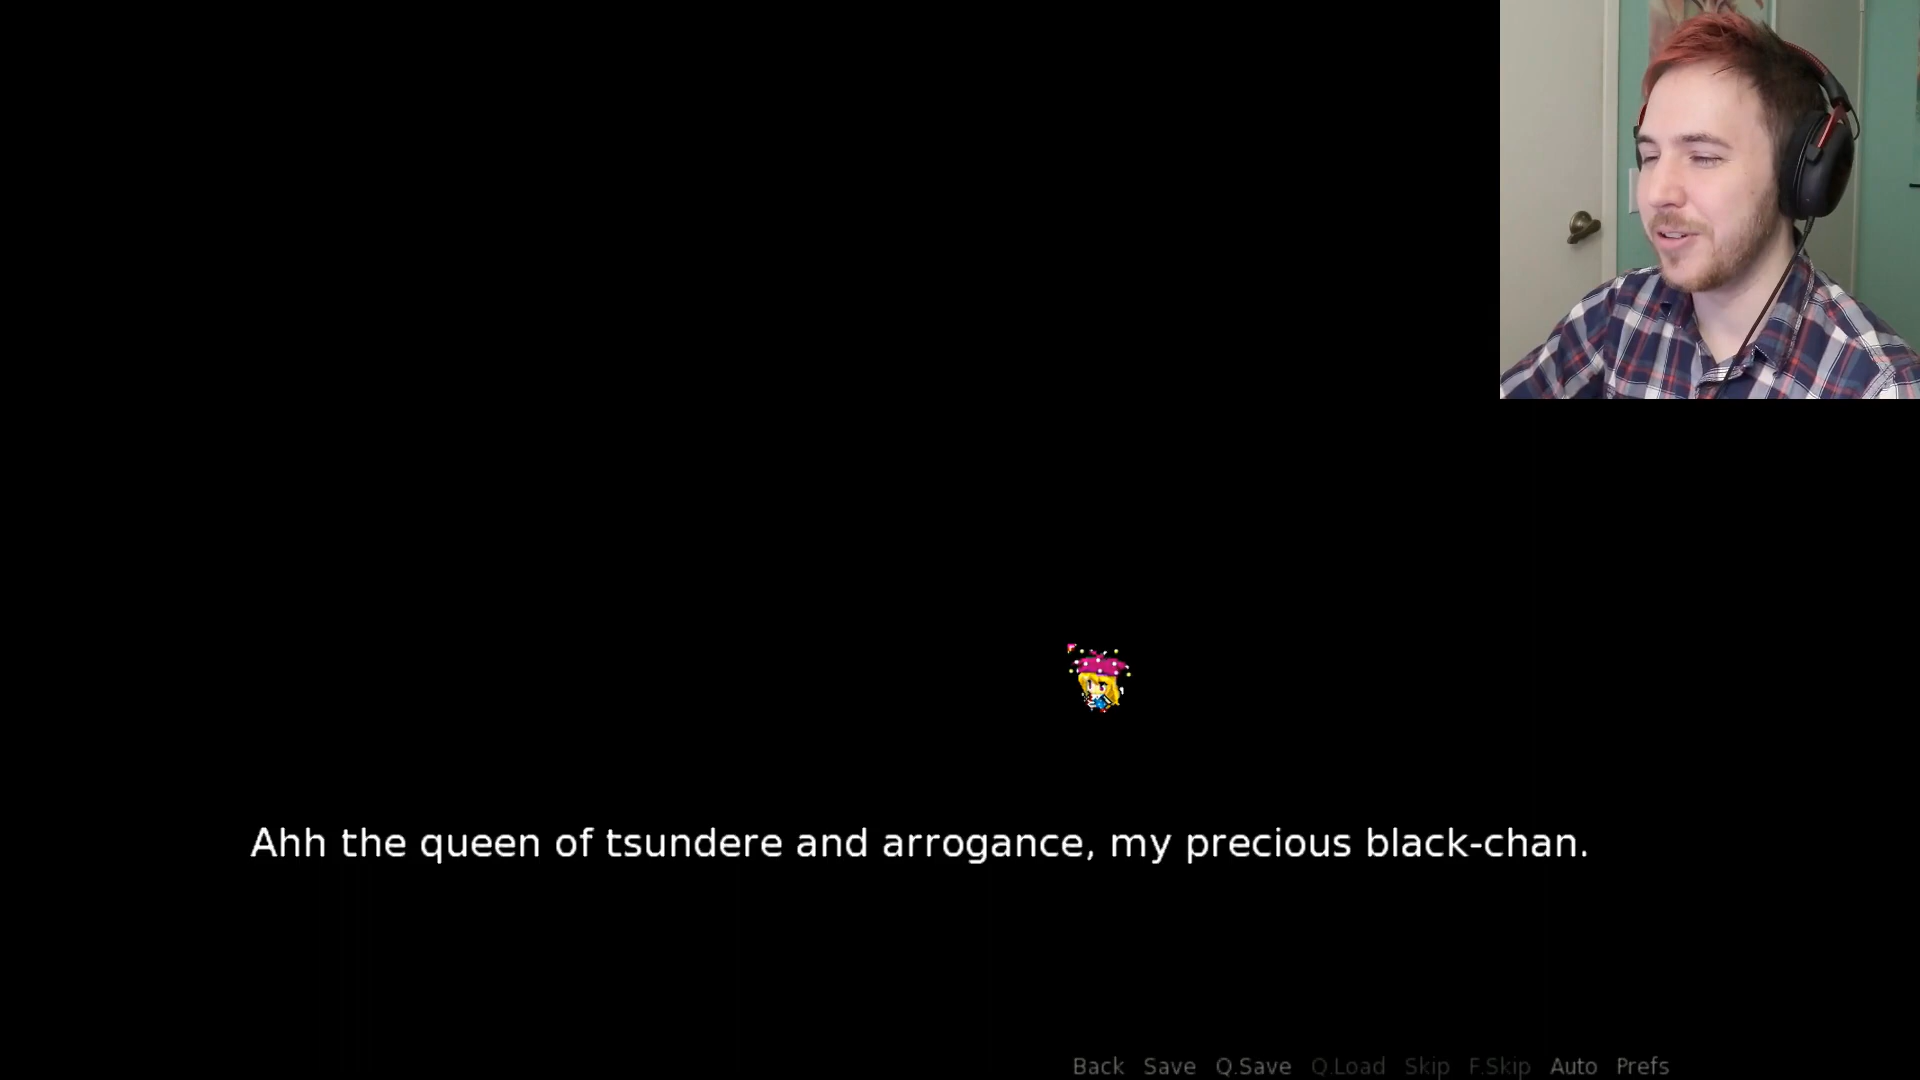 Ahh the queen of tsundere and arrogance, my precious black-chan.
Back Save Q.Save Q.Load Skip F.Skip Auto Prefs